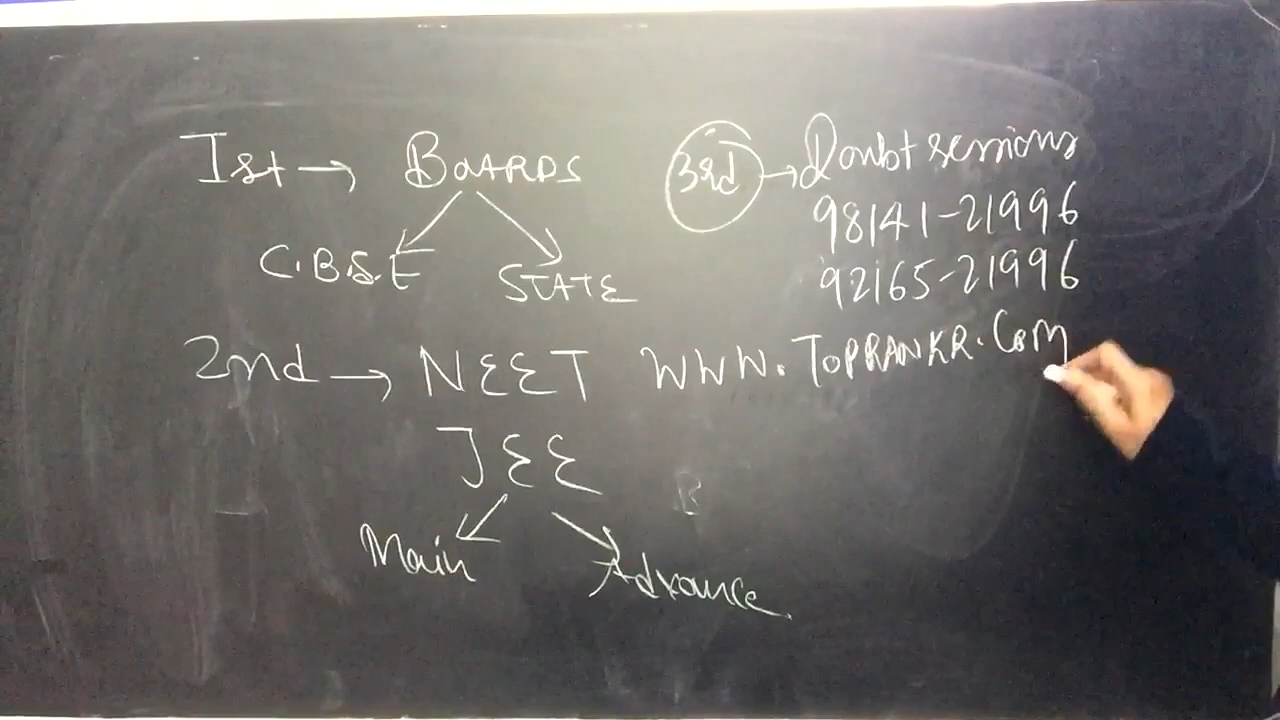 Ist → BOARDS
C.B.S.E STATE
2nd → NEET
JEE
Main Advance
3rd → Doubt sessions
98141-21996
92165-21996
WWW.TOPRANKR.COM